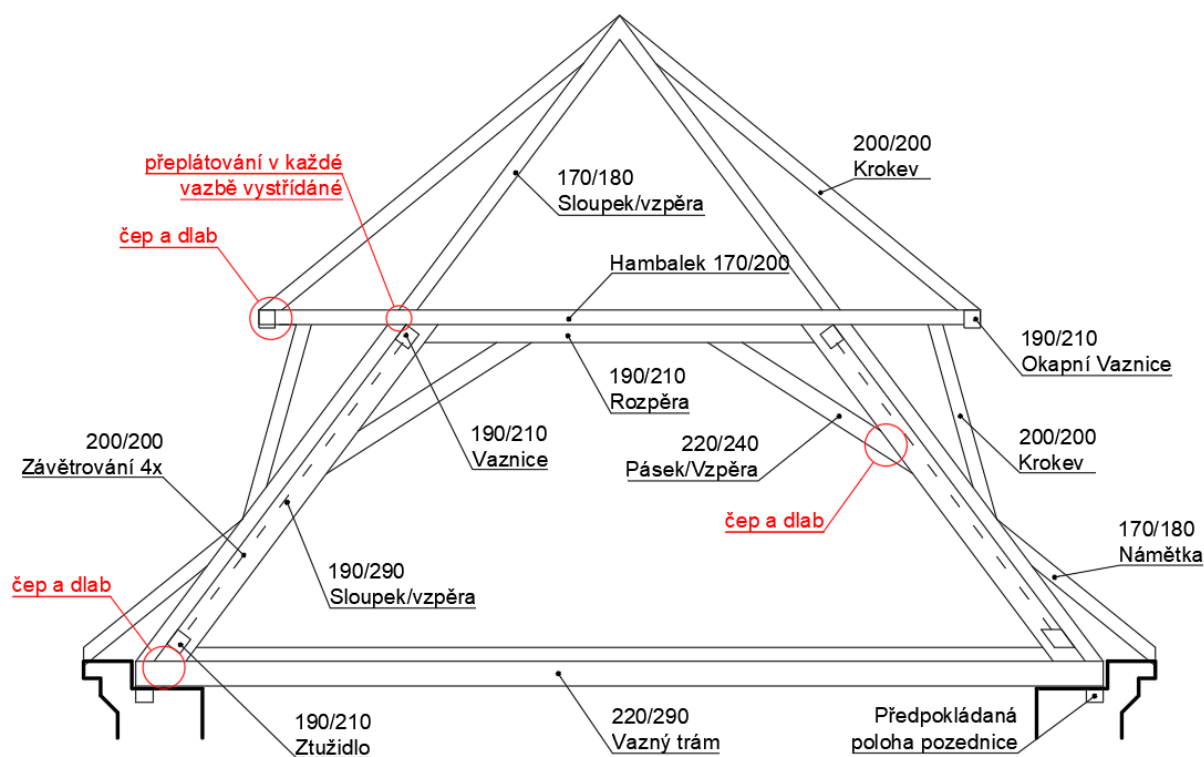 přeplátování v každé
vazbě vystřídáné
200/200
Krokev
170/180
Sloupek/vzpěra
čep a dlab
Hambalek 170/200
190/210
Okapní Vaznice
190/210
Rozpěra
190/210
Vaznice
200/200
Závětrování 4x
220/240
Pásek/Vzpěra
200/200
Krokev
čep a dlab
170/180
Námětka
190/290
Sloupek/vzpěra
čep a dlab
190/210
Ztužidlo
220/290
Vazný trám
Předpokládaná
poloha pozednice